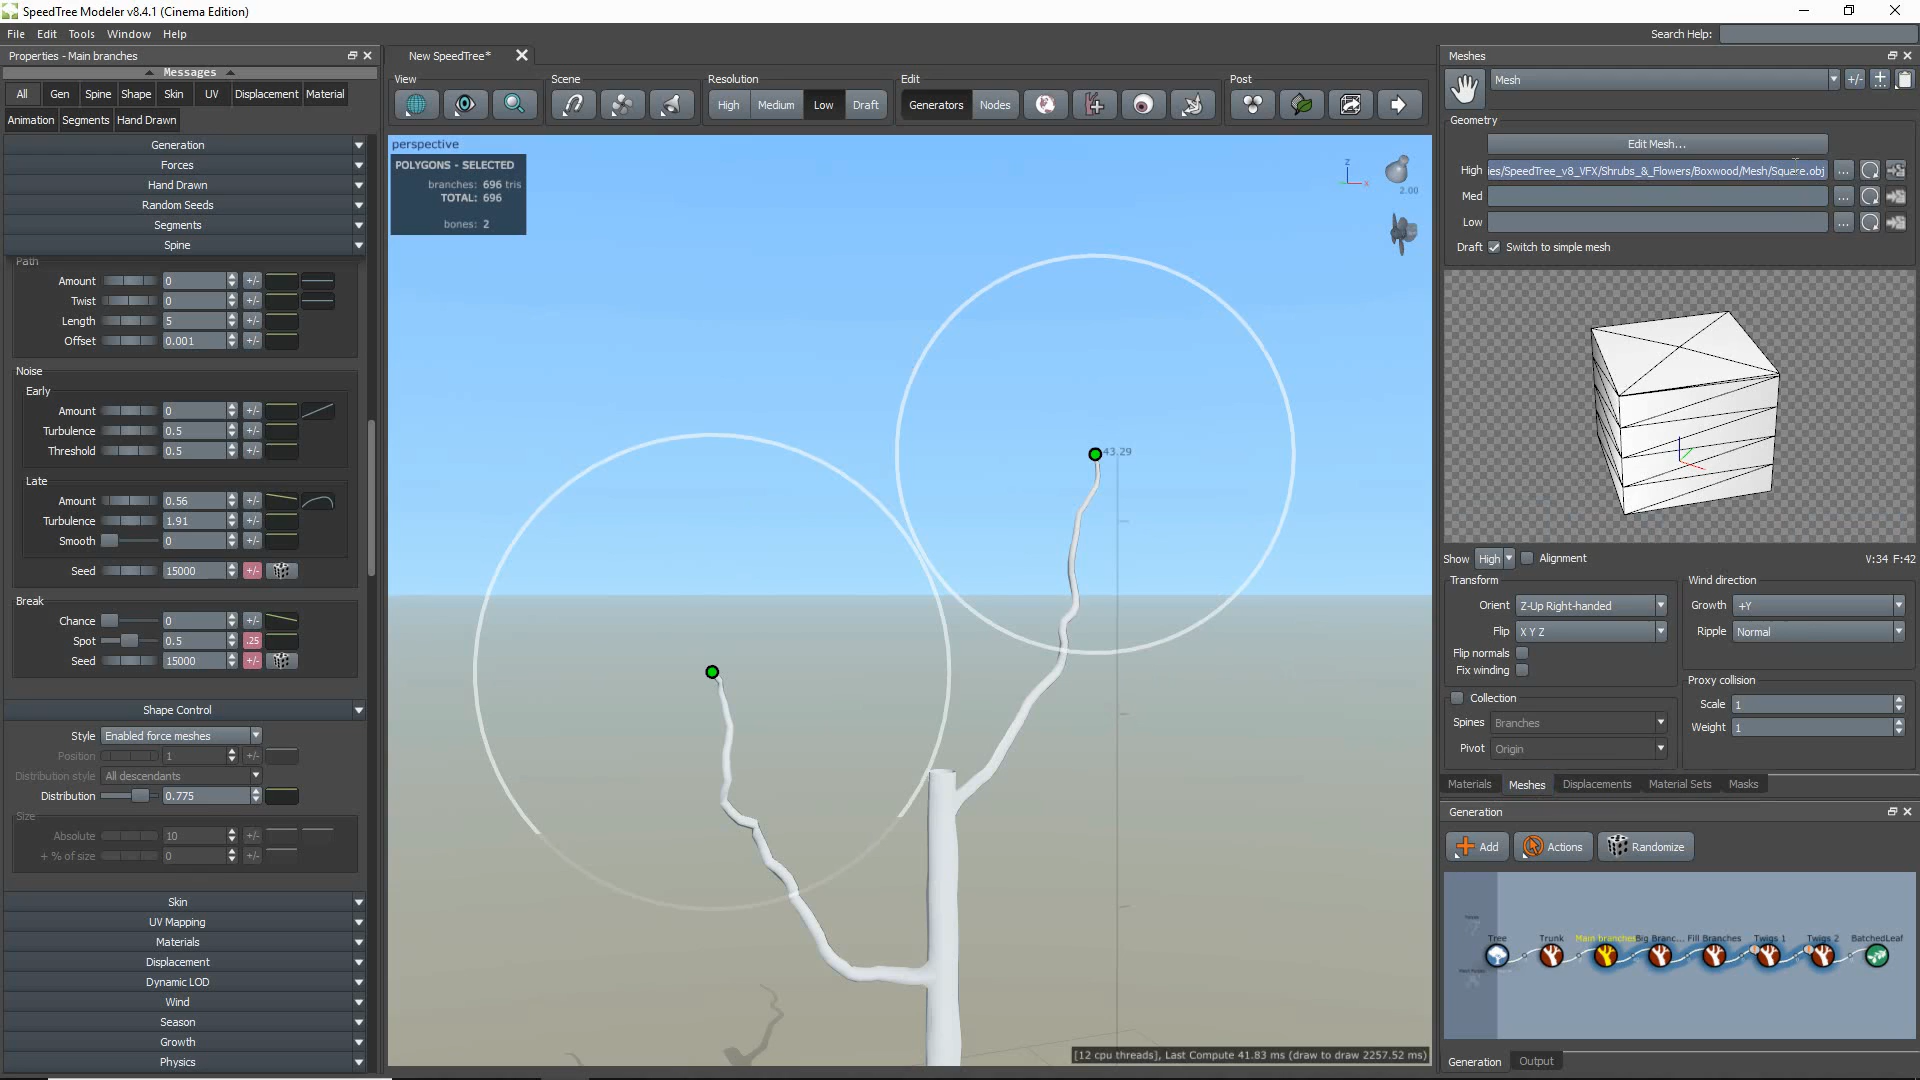 SpeedTree Modeler v8.4.1 (Cinema Edition)
File Edit Tools Window Help
Search Help:
Properties - Main branches
Messages
All Gen Spine Shape Skin UV Displacement Material
Animation Segments Hand Drawn
Generation
Forces
Hand Drawn
Random Seeds
Segments
Spine
Path
Amount 0 +/-
Twist 0 +/-
Length 5 +/-
Offset 0.001 +/-
Noise
Early
Amount 0 +/-
Turbulence 0.5 +/-
Threshold 0.5 +/-
Late
Amount 0.56 +/-
Turbulence 1.91 +/-
Smooth 0 +/-
Seed 15000 +/-
Break
Chance 0 +/-
Spot 0.5 .25
Seed 15000 +/-
Shape Control
Style Enabled force meshes
Position 1 +/-
Distribution style All descendants
Distribution 0.775
Size
Absolute 10 +/-
+ % of size 0 +/-
Skin
UV Mapping
Materials
Displacement
Dynamic LOD
Wind
Season
Growth
Physics
New SpeedTree*
View Scene Resolution Edit Post
High Medium Low Draft Generators Nodes
perspective
POLYGONS - SELECTED
branches: 696 tris
TOTAL: 696
bones: 2
z
x
2.00
43.29
[12 cpu threads], Last Compute 41.83 ms (draw to draw 2257.52 ms)
Meshes
Mesh +/-
Geometry
Edit Mesh...
High ies/SpeedTree_v8_VFX/Shrubs_&_Flowers/Boxwood/Mesh/Square.obj ...
Med ...
Low ...
Draft Switch to simple mesh
Show High Alignment V:34 F:42
Transform
Orient Z-Up Right-handed
Flip X Y Z
Flip normals
Fix winding
Wind direction
Growth +Y
Ripple Normal
Collection
Spines Branches
Pivot Origin
Proxy collision
Scale 1
Weight 1
Materials Meshes Displacements Material Sets Masks
Generation
Add Actions Randomize
Tree Trunk Main branches Big Branc... Fill Branches Twigs 1 Twigs 2 BatchedLeaf
Generation Output